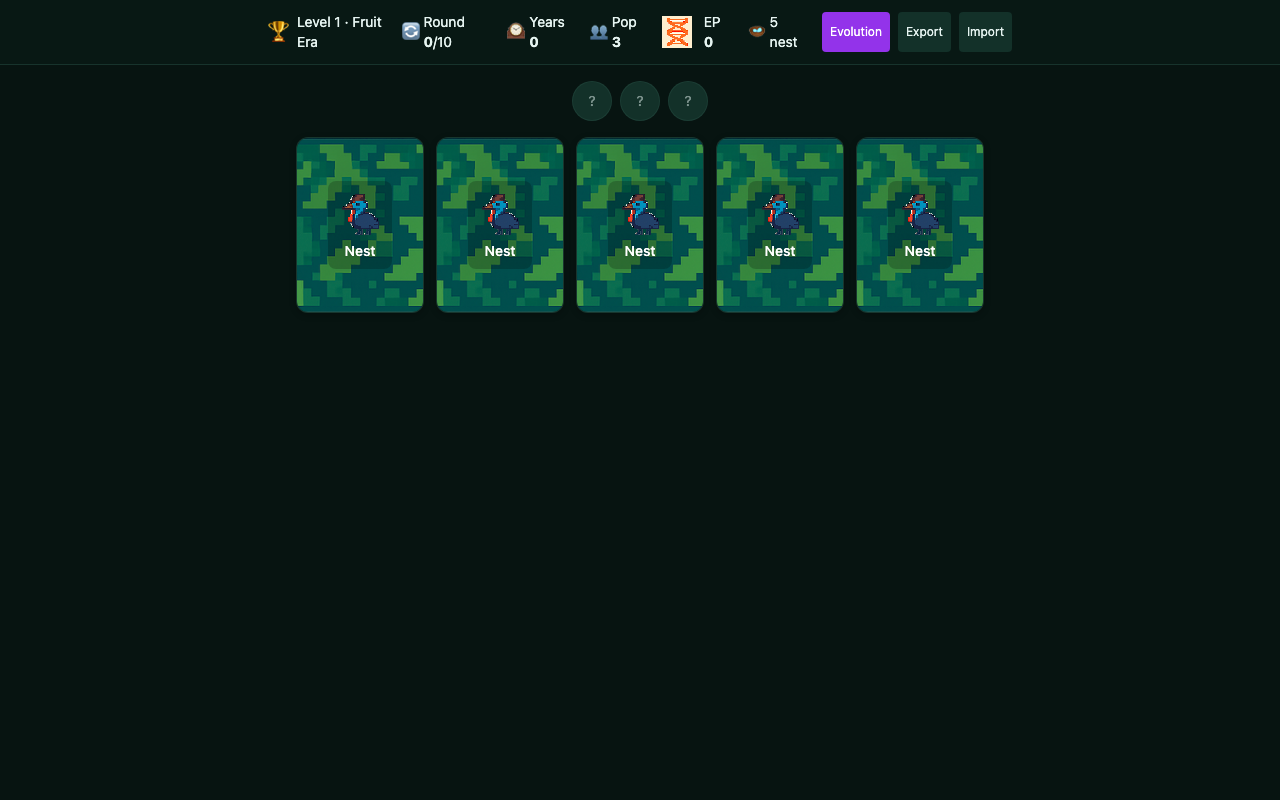 Level 1 · Fruit Era
Round 0/10
Years 0
Pop 3
EP 0
5 nest
Evolution
Export
Import
? ? ?
Nest Nest Nest Nest Nest